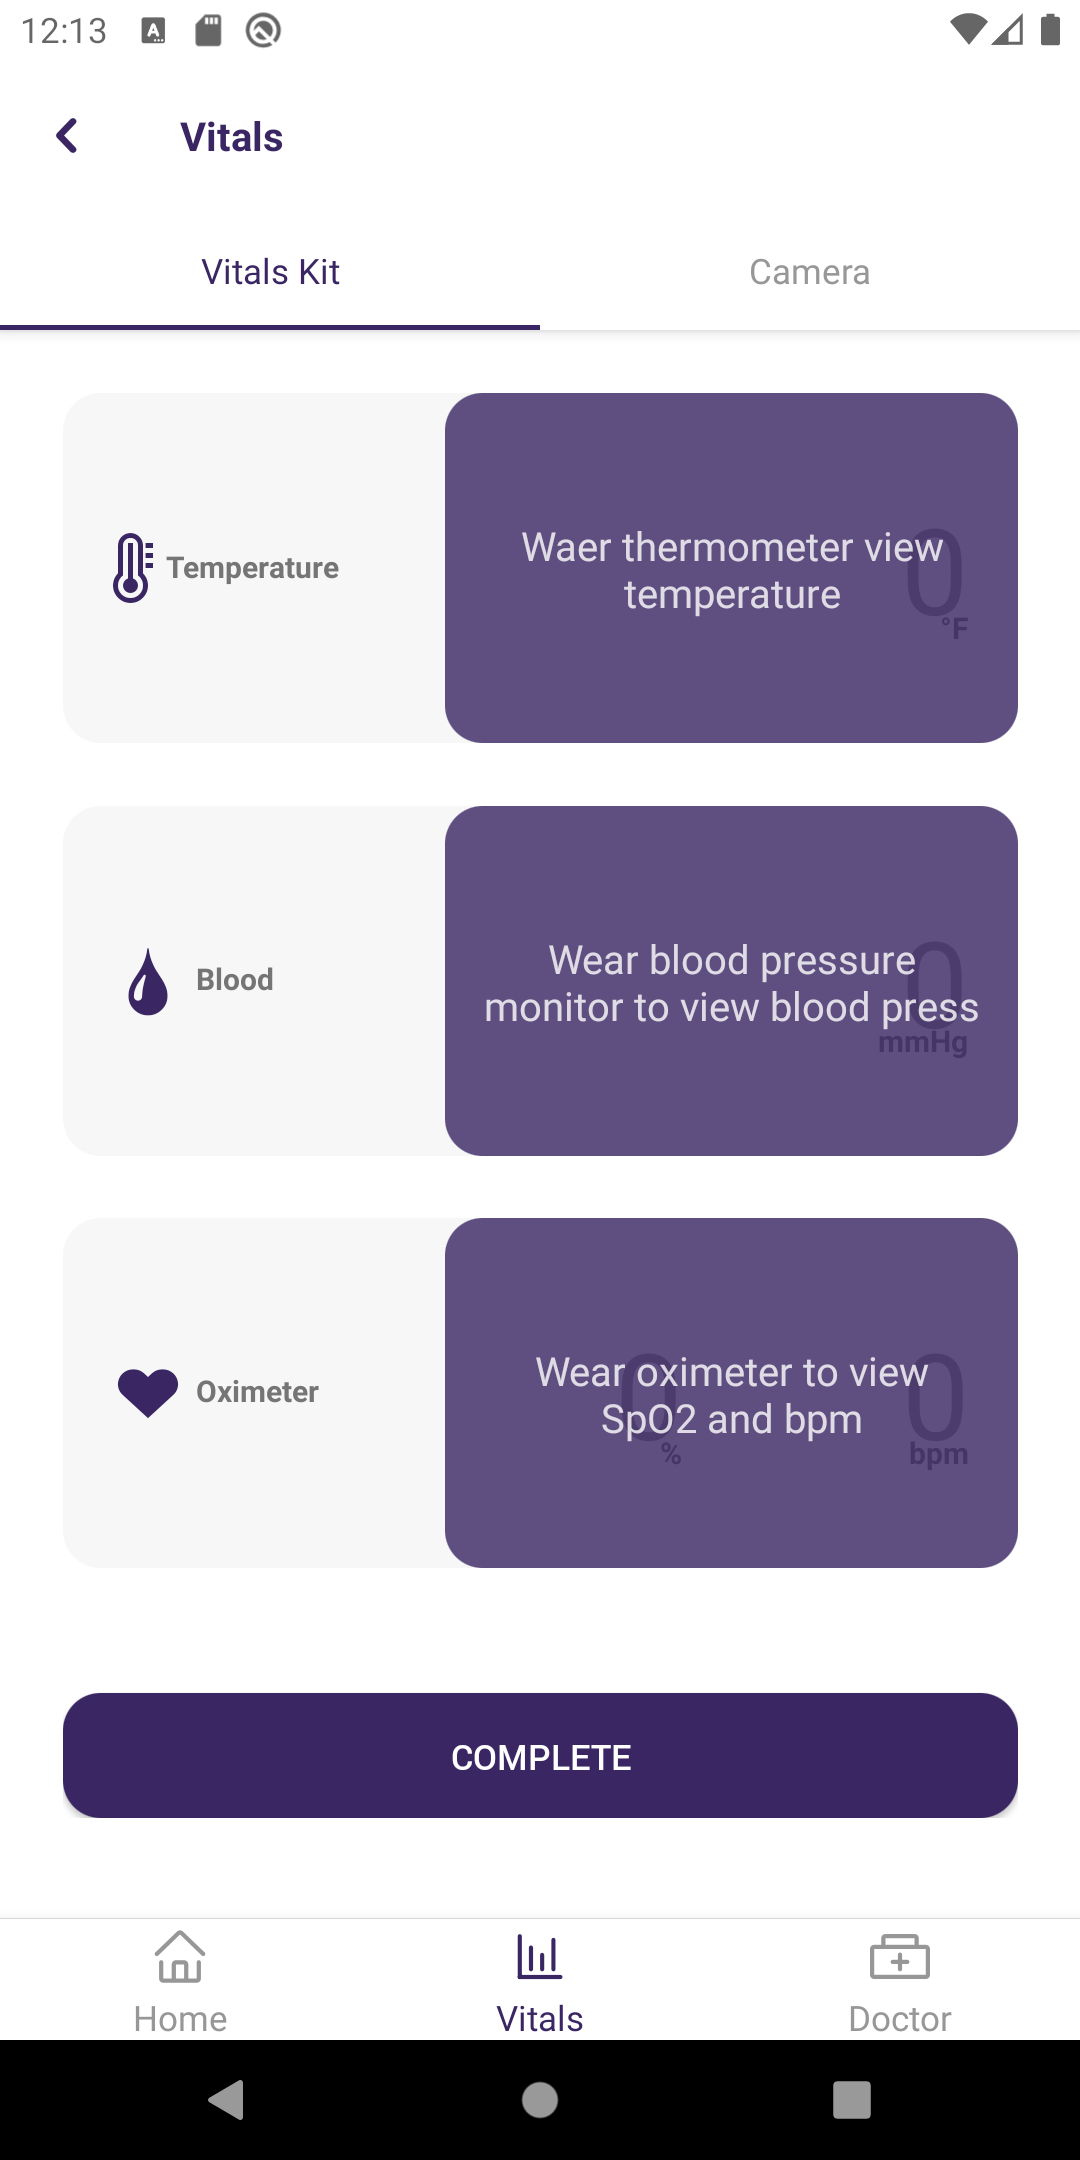 12:13
Vitals
Vitals Kit
Camera
Temperature
Waer thermometer view
temperature
0
°F
Blood
Wear blood pressure
monitor to view blood press
0
mmHg
Oximeter
Wear oximeter to view
SpO2 and bpm
0
%
0
bpm
COMPLETE
Home
Vitals
Doctor